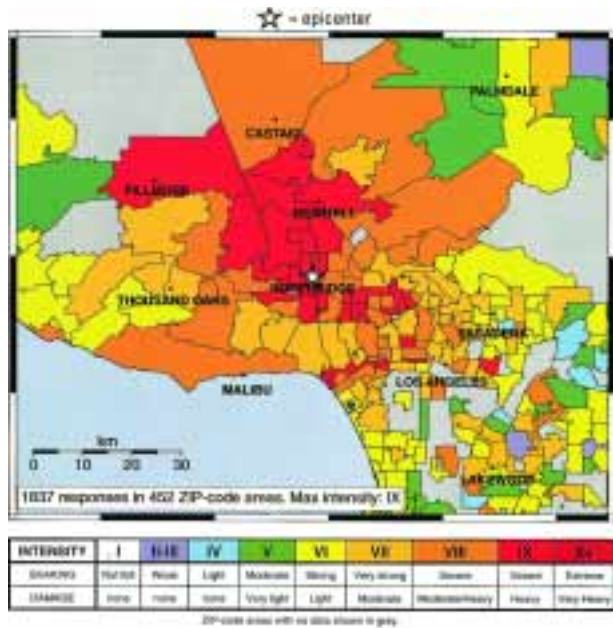 = epicenter
PALMDALE
CASTAIC
FILLMORE
NORTHRIDGE
THOUSAND OAKS
PASADENA
LOS ANGELES
MALIBU
km
0 10 20 30
LAKEWOOD
1837 responses in 452 ZIP-code areas. Max intensity: IX
INTENSITY I II-III IV V VI VII VIII IX X+
SHAKING Not felt Weak Light Moderate Strong Very strong Severe Violent Extreme
DAMAGE none none none Very light Light Moderate Moderate/Heavy Heavy Very Heavy
ZIP-code areas with no data shown in gray.